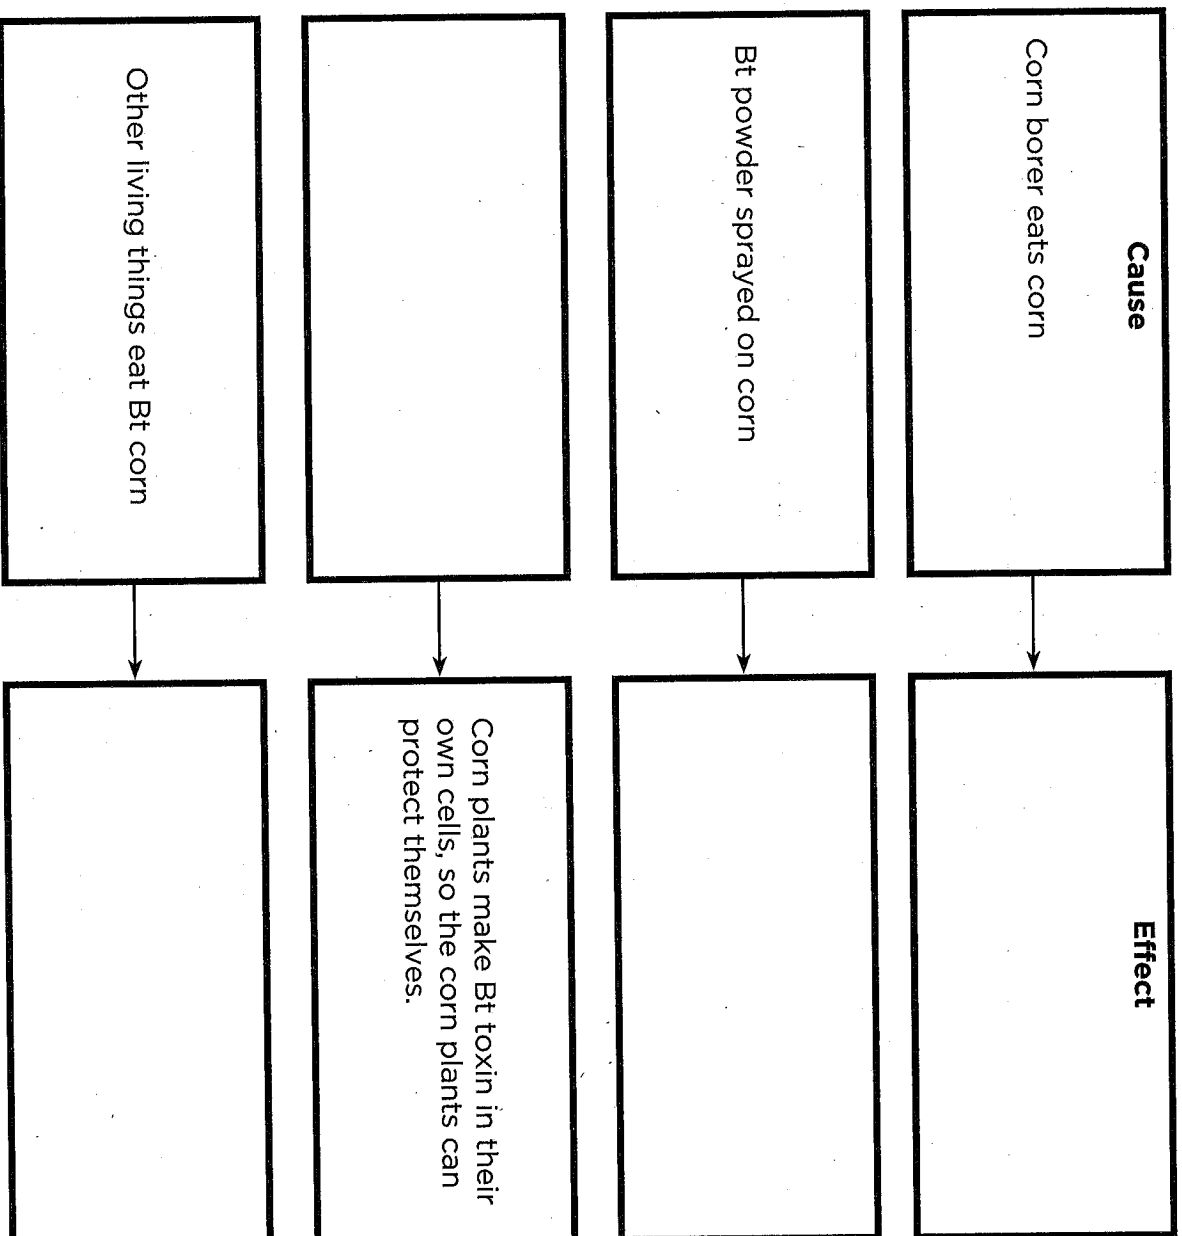 Cause
Effect
Corn borer eats corn
Bt powder sprayed on corn
Corn plants make Bt toxin in their
own cells, so the corn plants can
protect themselves.
Other living things eat Bt corn